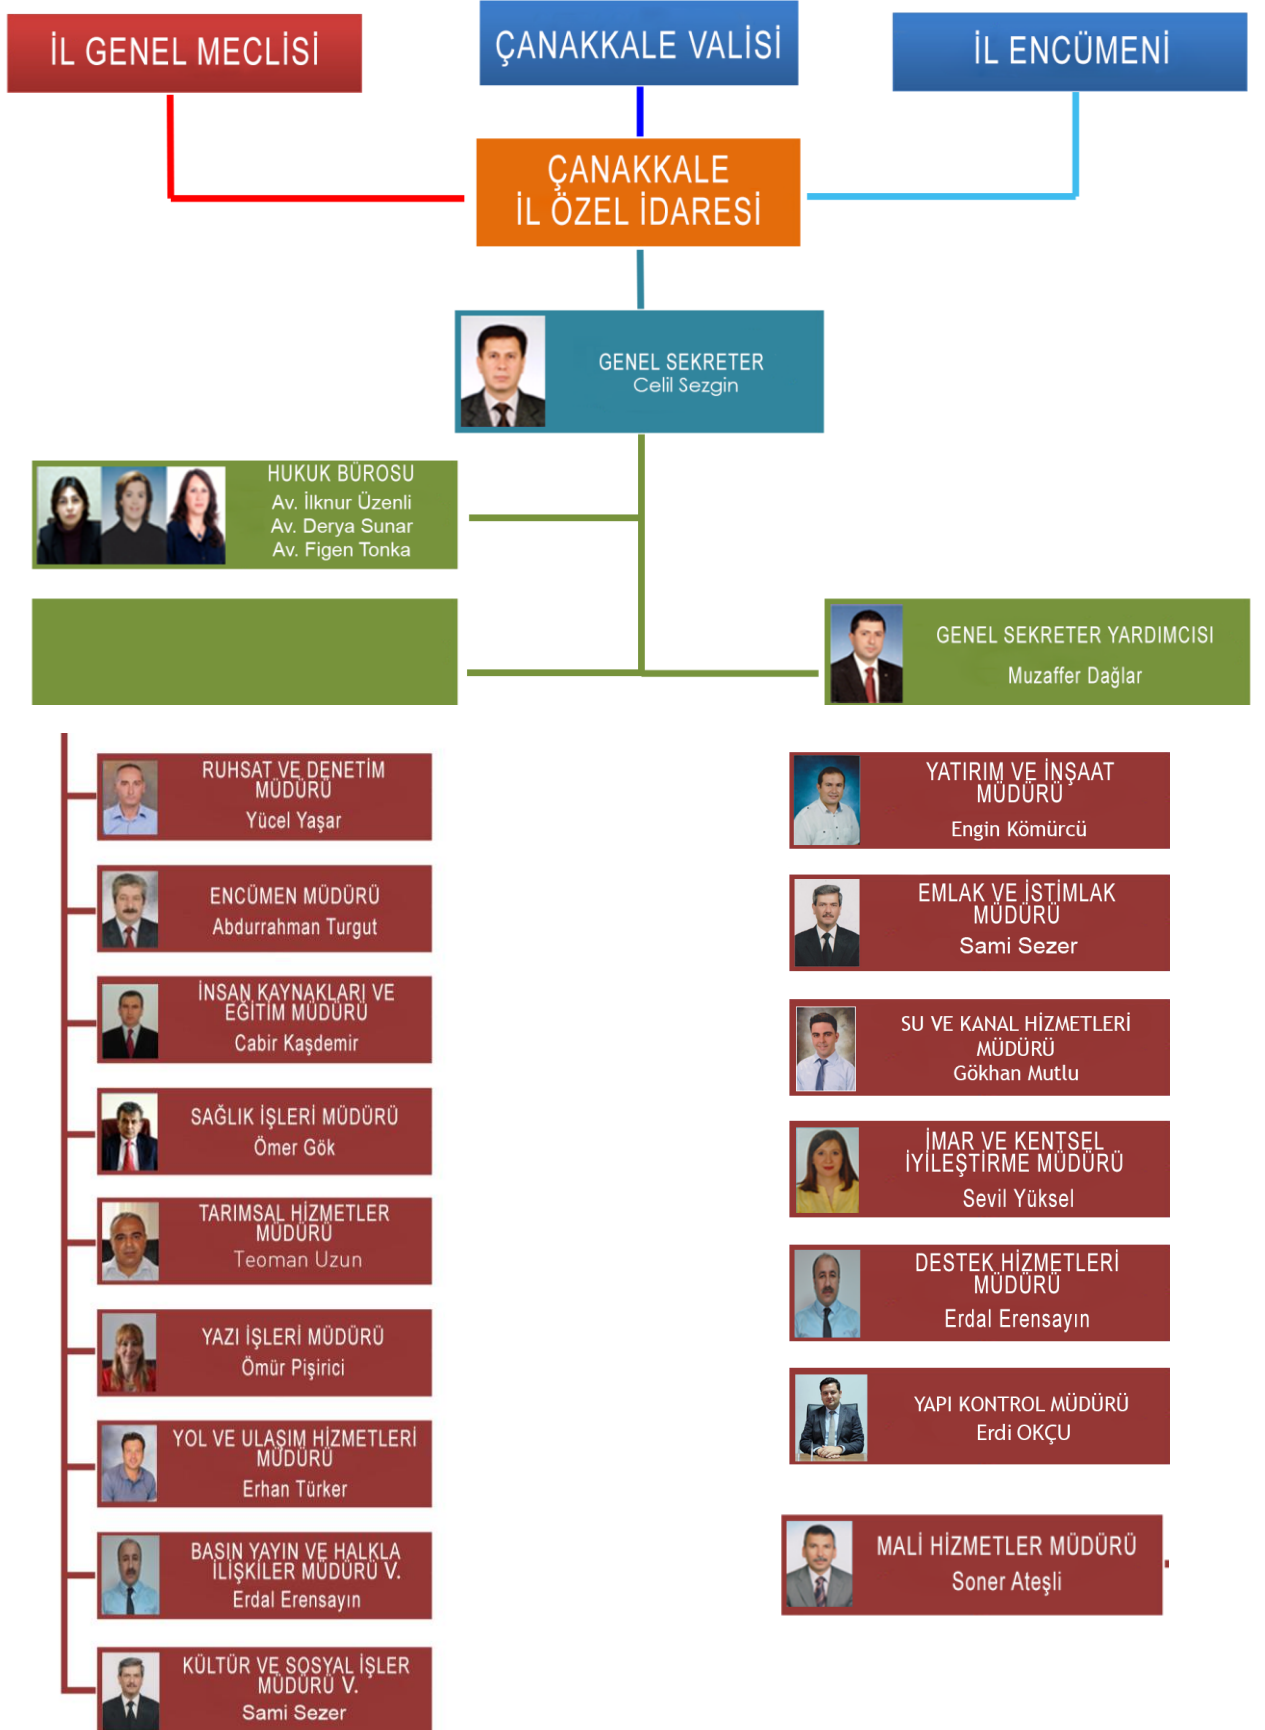 İL GENEL MECLİSİ
ÇANAKKALE VALİSİ
İL ENCÜMENİ
ÇANAKKALE
İL ÖZEL İDARESİ
GENEL SEKRETER
Celil Sezgin
HUKUK BÜROSU
Av. İlknur Üzenli
Av. Derya Sunar
Av. Figen Tonka
GENEL SEKRETER YARDIMCISI
Muzaffer Dağlar
RUHSAT VE DENETİM
MÜDÜRÜ
Yücel Yaşar
ENCÜMEN MÜDÜRÜ
Abdurrahman Turgut
İNSAN KAYNAKLARI VE
EĞİTİM MÜDÜRÜ
Cabir Kaşdemir
SAĞLIK İŞLERİ MÜDÜRÜ
Ömer Gök
TARIMSAL HİZMETLER
MÜDÜRÜ
Teoman Uzun
YAZI İŞLERİ MÜDÜRÜ
Ömür Pişirici
YOL VE ULAŞIM HİZMETLERİ
MÜDÜRÜ
Erhan Türker
BASIN YAYIN VE HALKLA
İLİŞKİLER MÜDÜRÜ V.
Erdal Erensayın
KÜLTÜR VE SOSYAL İŞLER
MÜDÜRÜ V.
Sami Sezer
YATIRIM VE İNŞAAT
MÜDÜRÜ
Engin Kömürcü
EMLAK VE İSTİMLAK
MÜDÜRÜ
Sami Sezer
SU VE KANAL HİZMETLERİ
MÜDÜRÜ
Gökhan Mutlu
İMAR VE KENTSEL
İYİLEŞTİRME MÜDÜRÜ
Sevil Yüksel
DESTEK HİZMETLERİ
MÜDÜRÜ
Erdal Erensayın
YAPI KONTROL MÜDÜRÜ
Erdi OKÇU
MALİ HİZMETLER MÜDÜRÜ
Soner Ateşli